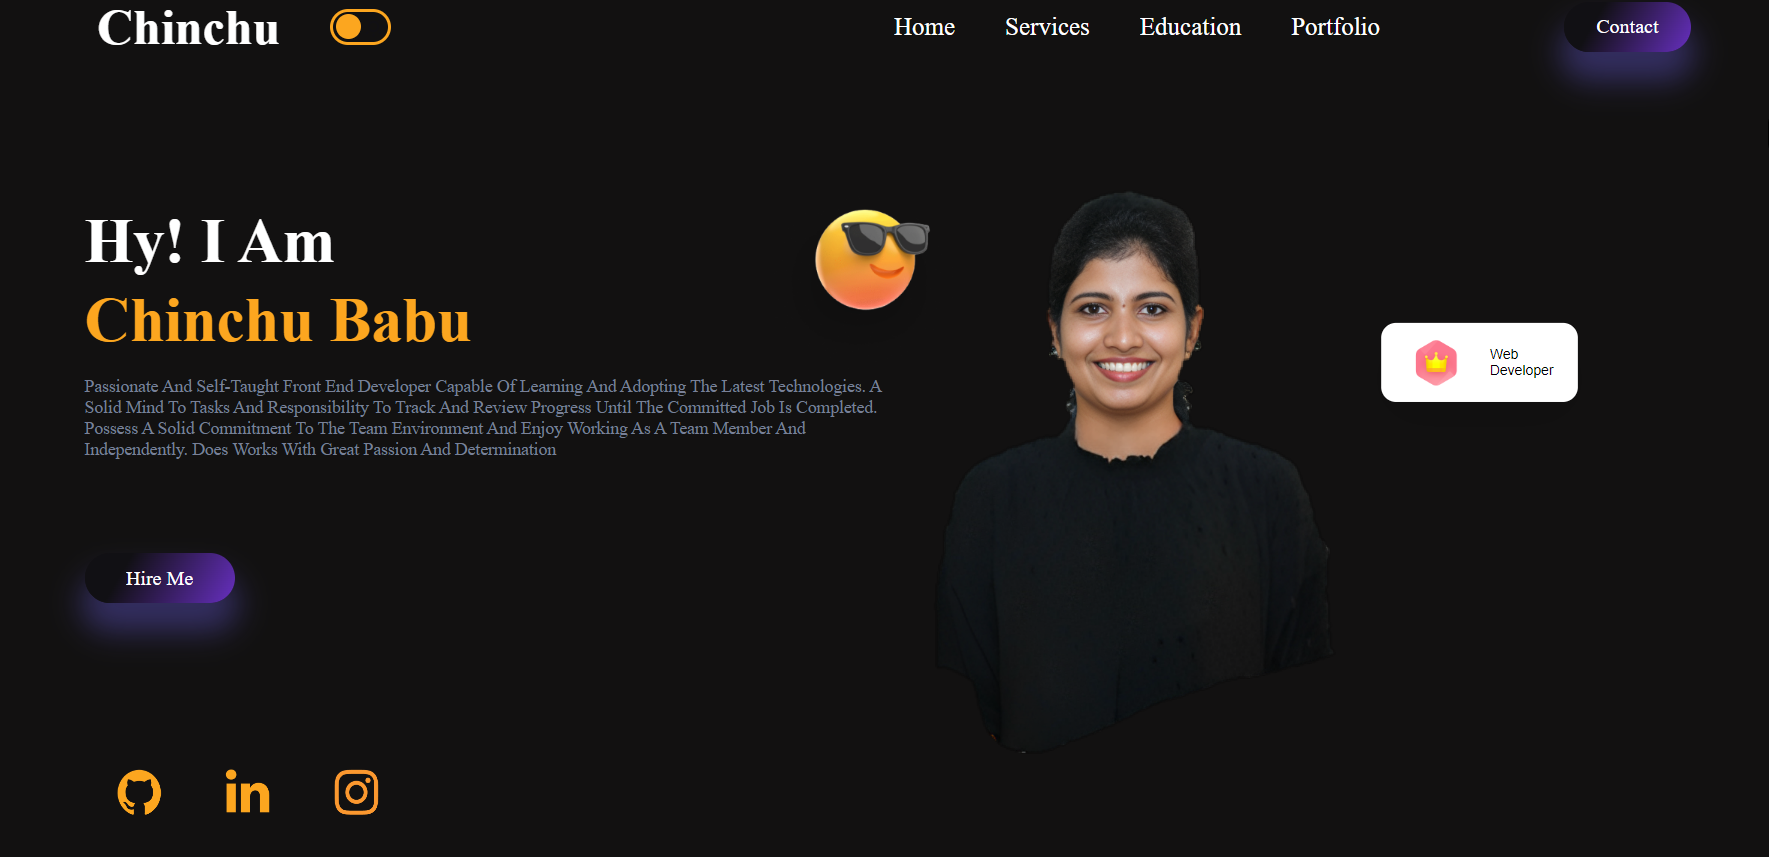 Chinchu
Home Services Education Portfolio
Contact
Hy! I Am
Chinchu Babu
Passionate And Self-Taught Front End Developer Capable Of Learning And Adopting The Latest Technologies. A
Solid Mind To Tasks And Responsibility To Track And Review Progress Until The Committed Job Is Completed.
Possess A Solid Commitment To The Team Environment And Enjoy Working As A Team Member And
Independently. Does Works With Great Passion And Determination
Web
Developer
Hire Me
in